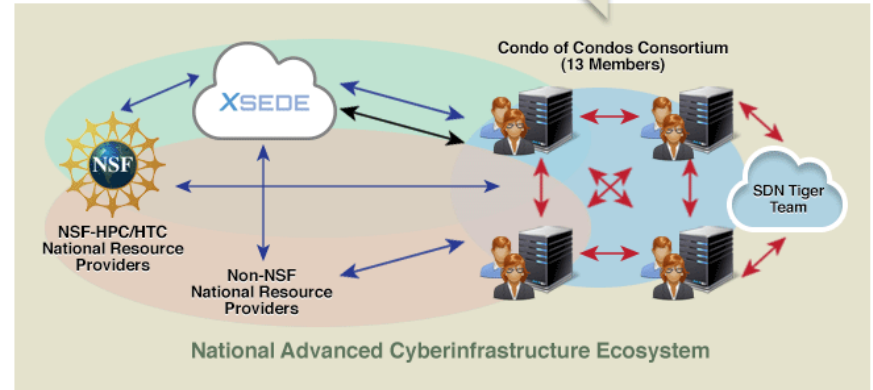 Condo of Condos Consortium
(13 Members)
XSEDE
NSF
SDN Tiger
Team
NSF-HPC/HTC
National Resource
Providers
Non-NSF
National Resource
Providers
National Advanced Cyberinfrastructure Ecosystem